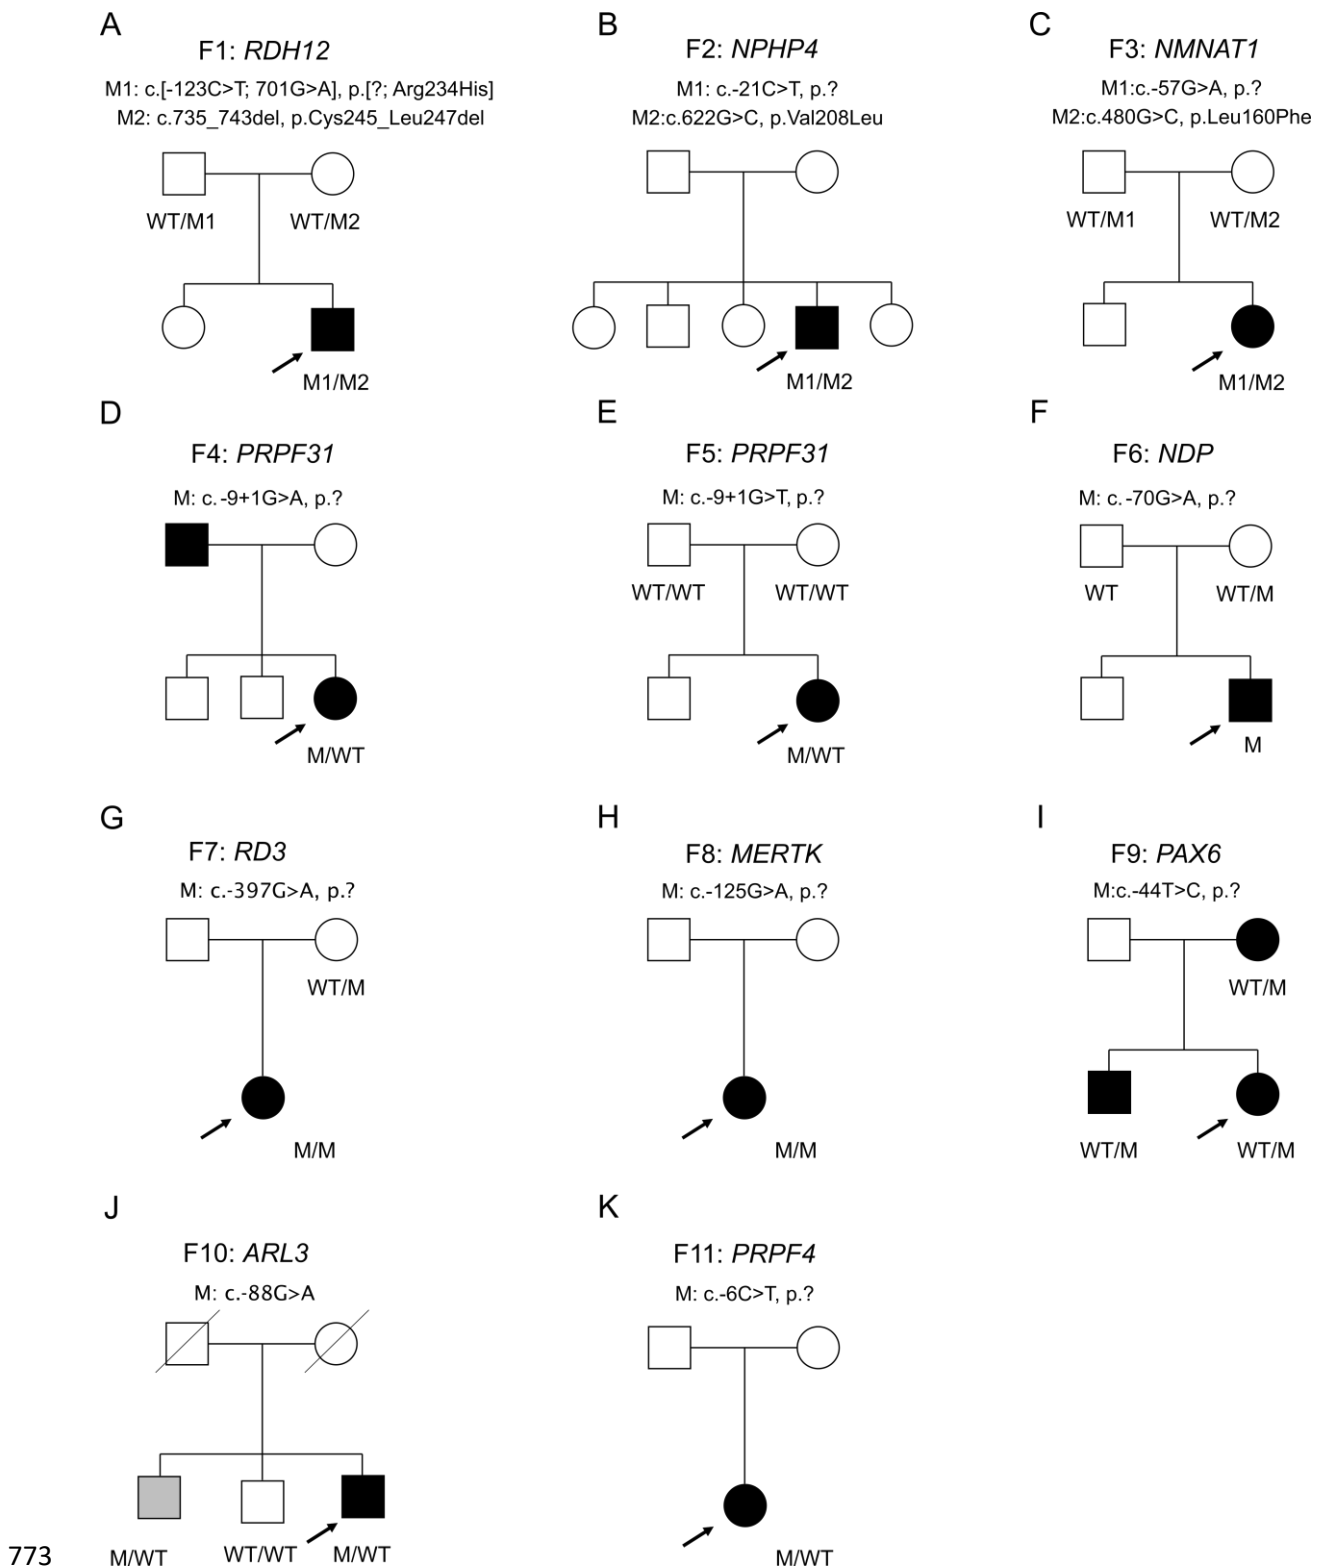 A
F1: RDH12
M1: c.[-123C>T; 701G>A], p.[?; Arg234His]
M2: c.735_743del, p.Cys245_Leu247del
WT/M1
WT/M2
M1/M2
B
F2: NPHP4
M1: c.-21C>T, p.?
M2:c.622G>C, p.Val208Leu
M1/M2
C
F3: NMNAT1
M1:c.-57G>A, p.?
M2:c.480G>C, p.Leu160Phe
WT/M1
WT/M2
M1/M2
D
F4: PRPF31
M: c.-9+1G>A, p.?
M/WT
E
F5: PRPF31
M: c.-9+1G>T, p.?
WT/WT
WT/WT
M/WT
F
F6: NDP
M: c.-70G>A, p.?
WT
WT/M
M
G
F7: RD3
M: c.-397G>A, p.?
WT/M
M/M
H
F8: MERTK
M: c.-125G>A, p.?
M/M
I
F9: PAX6
M:c.-44T>C, p.?
WT/M
WT/M
WT/M
J
F10: ARL3
M: c.-88G>A
M/WT
WT/WT
M/WT
K
F11: PRPF4
M: c.-6C>T, p.?
M/WT
773